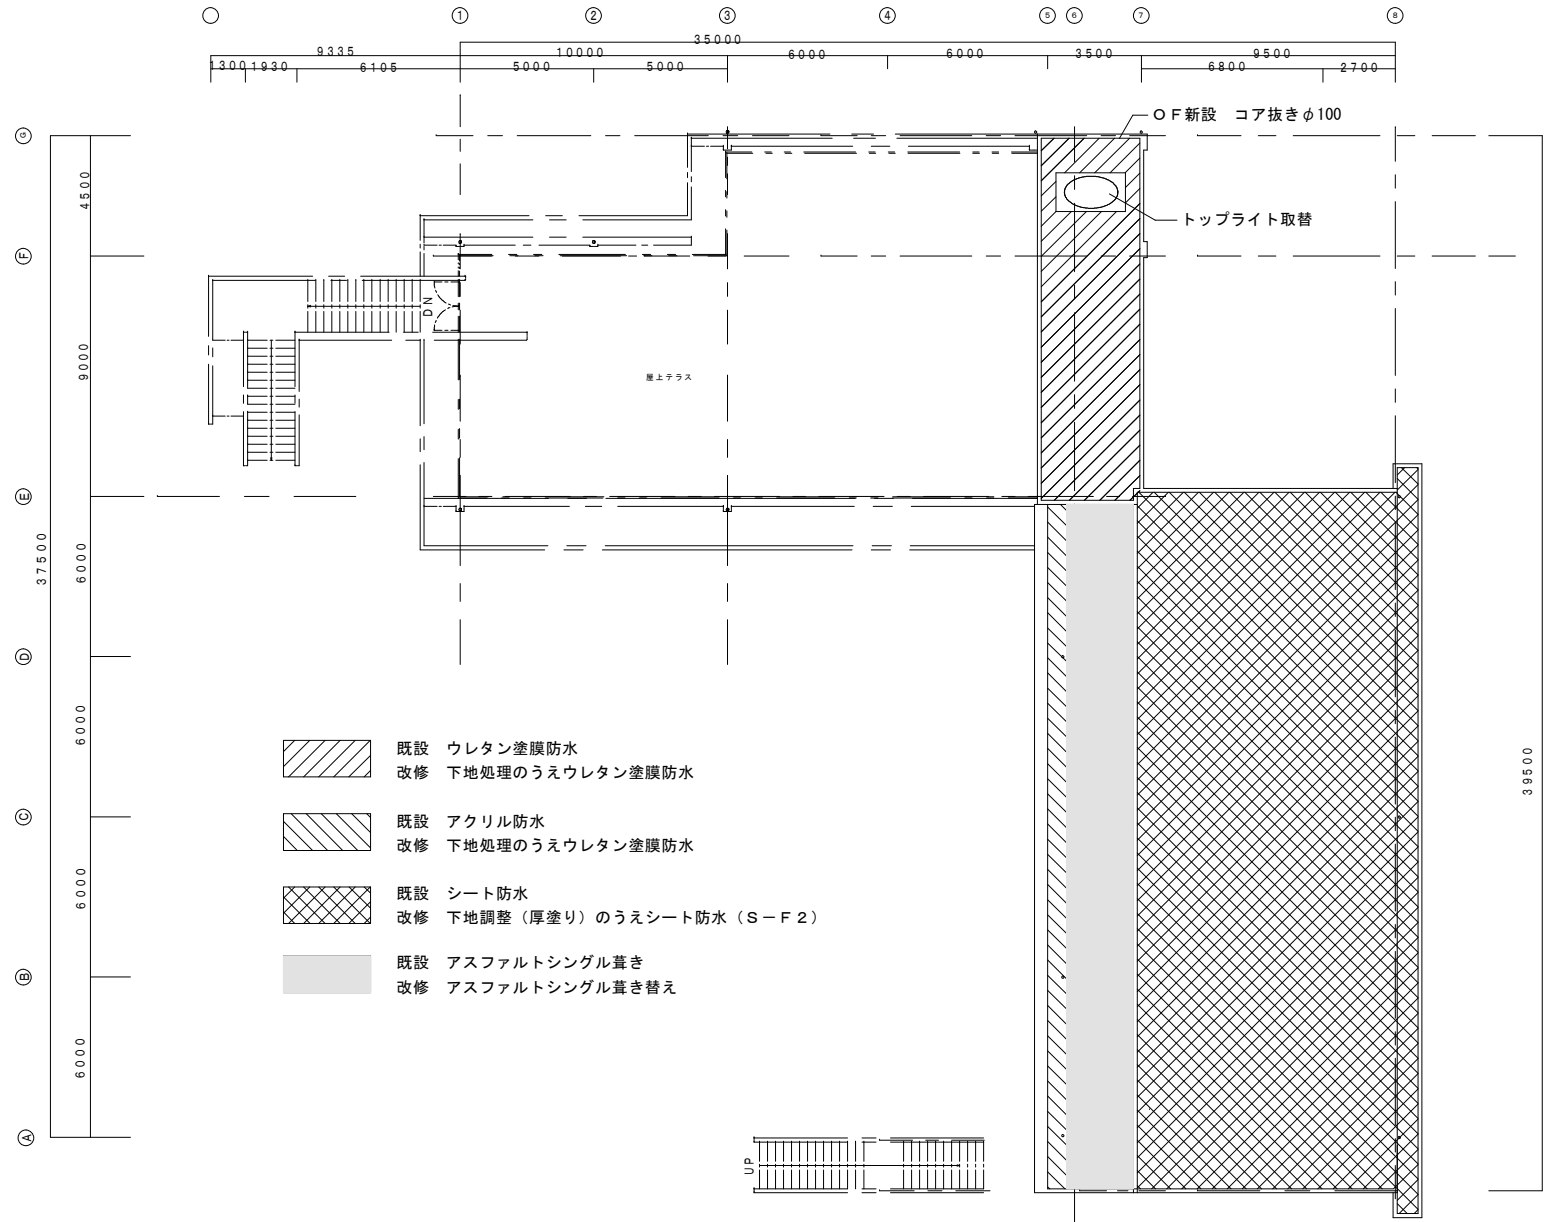 1 2 3 4 5 6 7 8
35000
9335 10000 6000 6000 3500 9500
1300 1930 6105 5000 5000 6800 2700
OF新設　コア抜きφ100
G
4500
トップライト取替
F
DN
9000
屋上テラス
E
37500
6000
D
6000
39500
既設　ウレタン塗膜防水
改修　下地処理のうえウレタン塗膜防水
C
既設　アクリル防水
改修　下地処理のうえウレタン塗膜防水
6000
既設　シート防水
改修　下地調整（厚塗り）のうえシート防水（S－F2）
B
既設　アスファルトシングル葺き
改修　アスファルトシングル葺き替え
6000
A
UP